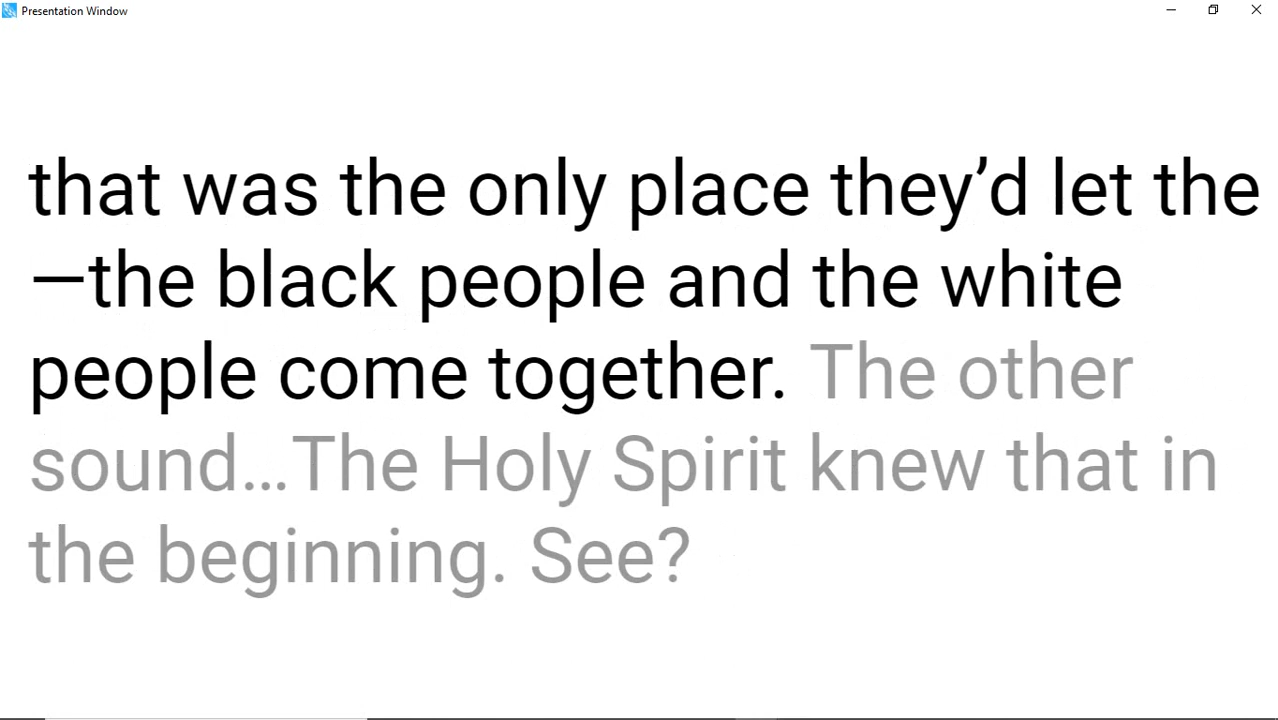 Presentation Window
that was the only place they’d let the
—the black people and the white
people come together. The other
sound…The Holy Spirit knew that in
the beginning. See?